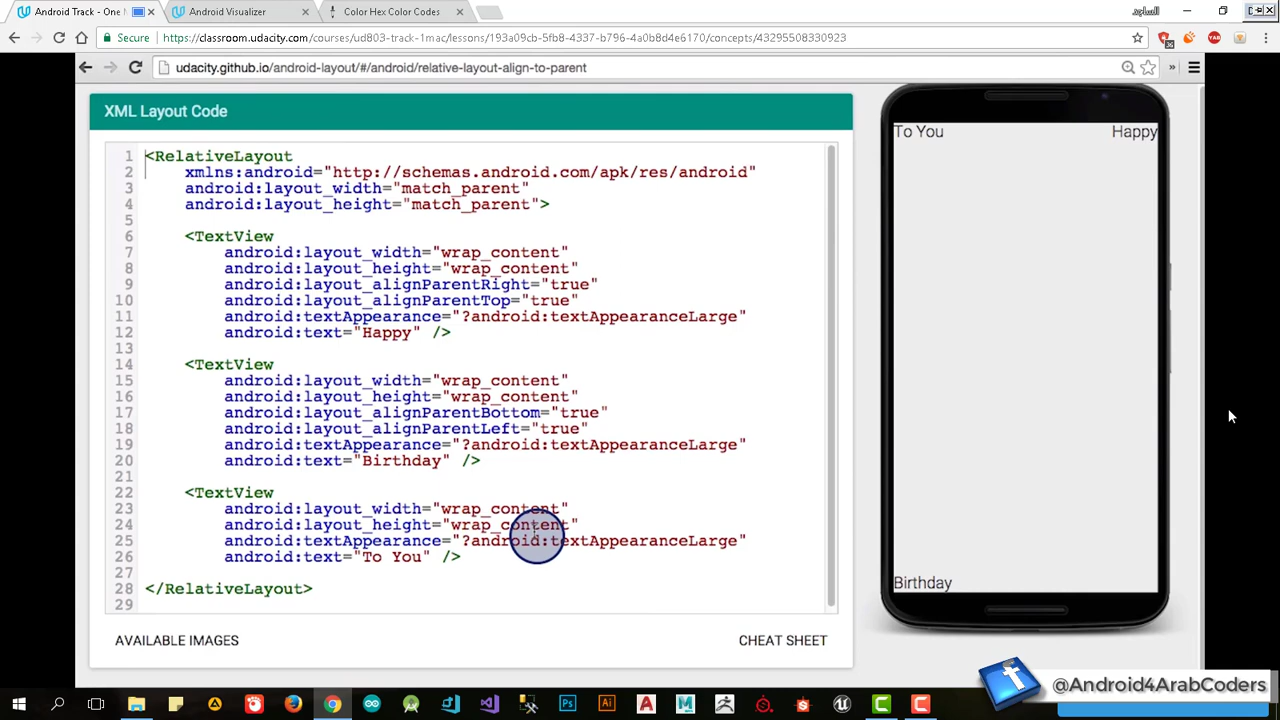 Android Track - One M
Android Visualizer
Color Hex Color Codes
Secure
https://classroom.udacity.com/courses/ud803-track-1mac/lessons/193a09cb-5fb8-4337-b796-4a0b8d4e6170/concepts/43295503330923
udacity.github.io/android-layout/#/android/relative-layout-align-to-parent
XML Layout Code
1 <RelativeLayout
2 xmlns:android="http://schemas.android.com/apk/res/android"
3 android:layout_width="match_parent"
4 android:layout_height="match_parent">
5
6 <TextView
7 android:layout_width="wrap_content"
8 android:layout_height="wrap_content"
9 android:layout_alignParentRight="true"
10 android:layout_alignParentTop="true"
11 android:textAppearance="?android:textAppearanceLarge"
12 android:text="Happy" />
13
14 <TextView
15 android:layout_width="wrap_content"
16 android:layout_height="wrap_content"
17 android:layout_alignParentBottom="true"
18 android:layout_alignParentLeft="true"
19 android:textAppearance="?android:textAppearanceLarge"
20 android:text="Birthday" />
21
22 <TextView
23 android:layout_width="wrap_content"
24 android:layout_height="wrap_content"
25 android:textAppearance="?android:textAppearanceLarge"
26 android:text="To You" />
27
28 </RelativeLayout>
29
AVAILABLE IMAGES
CHEAT SHEET
To You
Happy
Birthday
@Android4ArabCoders